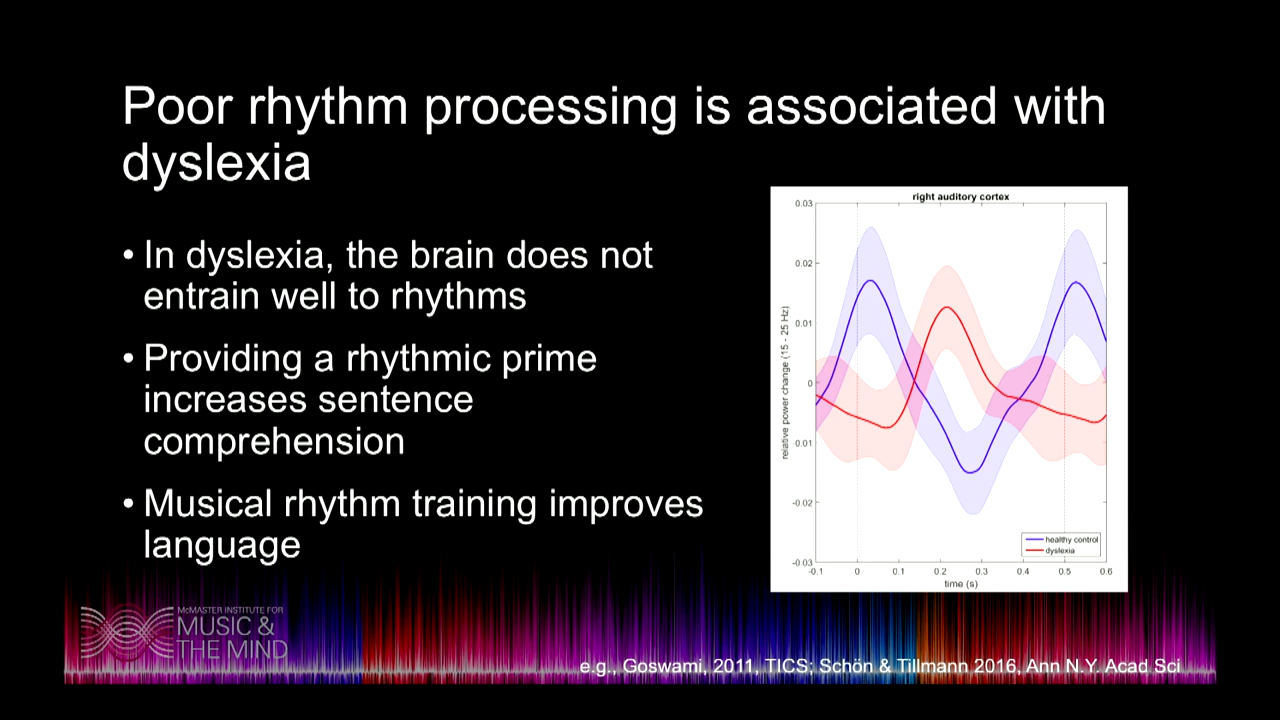 Poor rhythm processing is associated with
dyslexia
• In dyslexia, the brain does not
entrain well to rhythms
• Providing a rhythmic prime
increases sentence
comprehension
• Musical rhythm training improves
language
right auditory cortex
relative power change (15 - 25 Hz)
0.03
0.02
0.01
0
0.01
-0.02
-0.03
-0.1 0 0.1 0.2 0.3 0.4 0.5 0.6
time (s)
healthy control
dyslexia
McMASTER INSTITUTE FOR
MUSIC &
THE MIND
e.g., Goswami, 2011, TICS; Schön & Tillmann 2016, Ann N.Y. Acad Sci